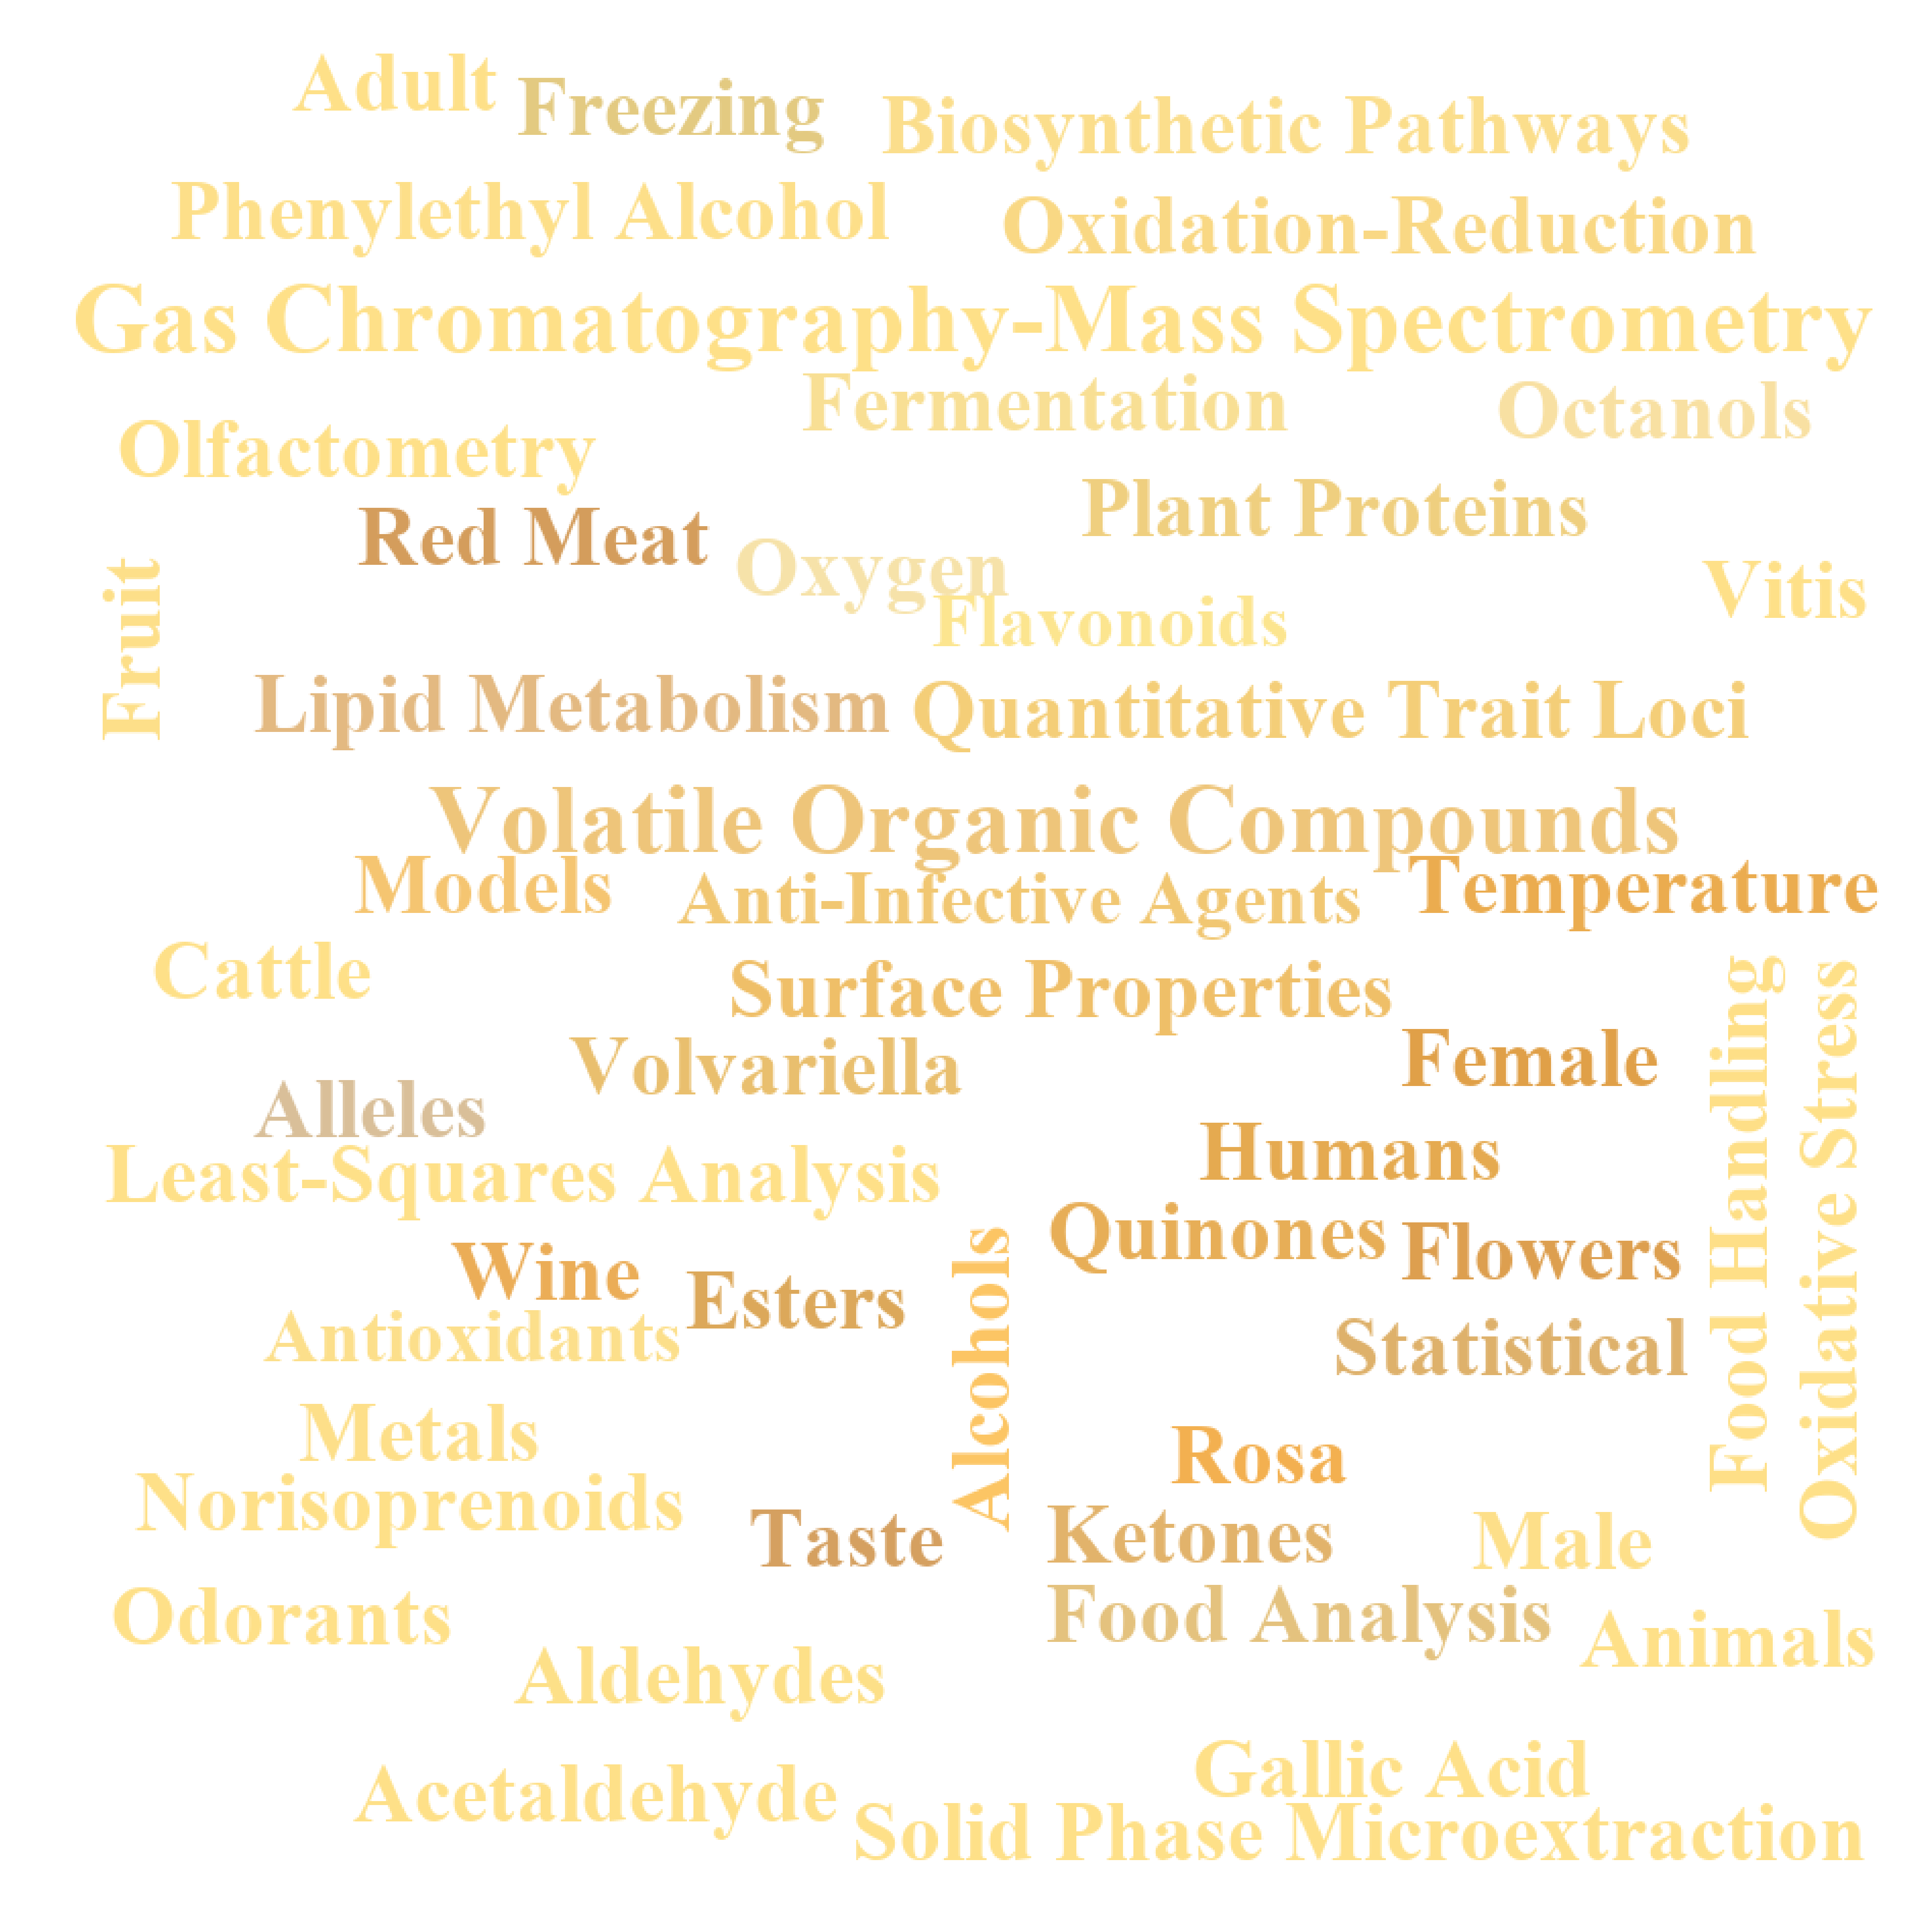 Adult
Freezing
Biosynthetic Pathways
Phenylethyl Alcohol
Oxidation-Reduction
Gas Chromatography-Mass Spectrometry
Fermentation
Octanols
Olfactometry
Plant Proteins
Red Meat
Oxygen
Vitis
Fruit
Flavonoids
Lipid Metabolism
Quantitative Trait Loci
Volatile Organic Compounds
Models
Anti-Infective Agents
Temperature
Cattle
Surface Properties
Food Handling
Oxidative Stress
Volvariella
Female
Alleles
Humans
Least-Squares Analysis
Quinones
Flowers
Wine
Esters
Alcohols
Antioxidants
Statistical
Metals
Rosa
Norisoprenoids
Taste
Ketones
Male
Odorants
Food Analysis
Animals
Aldehydes
Gallic Acid
Acetaldehyde
Solid Phase Microextraction